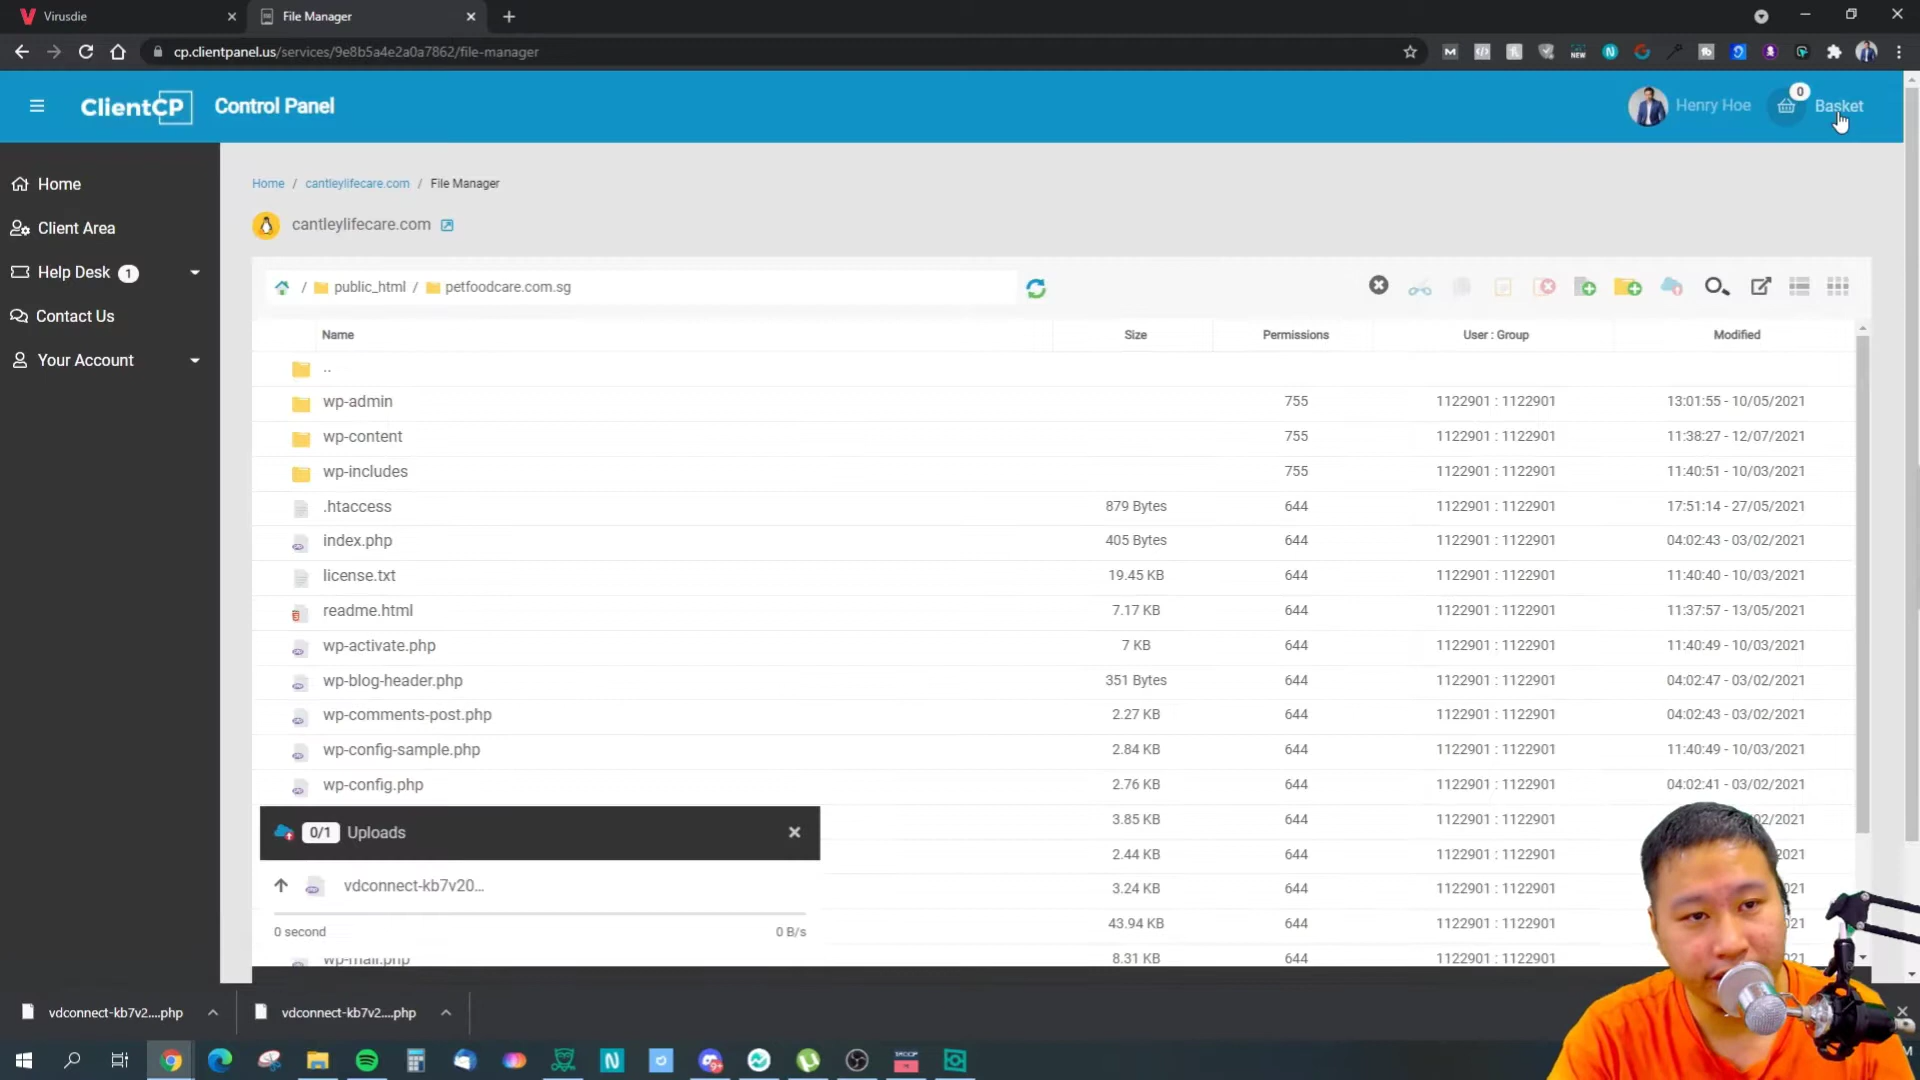 Virusdie
File Manager
cp.clientpanel.us/services/9e8b5a4e2a0a7862/file-manager
NEW
ClientCP
Control Panel
Henry Hoe
0
Basket
Home
Client Area
Help Desk 1
Contact Us
Your Account
Home / cantleylifecare.com / File Manager
cantleylifecare.com
/ public_html / petfoodcare.com.sg
Name Size Permissions User : Group Modified
..
wp-admin 755 1122901 : 1122901 13:01:55 - 10/05/2021
wp-content 755 1122901 : 1122901 11:38:27 - 12/07/2021
wp-includes 755 1122901 : 1122901 11:40:51 - 10/03/2021
.htaccess 879 Bytes 644 1122901 : 1122901 17:51:14 - 27/05/2021
index.php 405 Bytes 644 1122901 : 1122901 04:02:43 - 03/02/2021
license.txt 19.45 KB 644 1122901 : 1122901 11:40:40 - 10/03/2021
readme.html 7.17 KB 644 1122901 : 1122901 11:37:57 - 13/05/2021
wp-activate.php 7 KB 644 1122901 : 1122901 11:40:49 - 10/03/2021
wp-blog-header.php 351 Bytes 644 1122901 : 1122901 04:02:47 - 03/02/2021
wp-comments-post.php 2.27 KB 644 1122901 : 1122901 04:02:43 - 03/02/2021
wp-config-sample.php 2.84 KB 644 1122901 : 1122901 11:40:49 - 10/03/2021
wp-config.php 2.76 KB 644 1122901 : 1122901 04:02:41 - 03/02/2021
3.85 KB 644 1122901 : 1122901
2.44 KB 644 1122901 : 1122901
3.24 KB 644 1122901 : 1122901
43.94 KB 644 1122901 : 1122901
wp-mail.php 8.31 KB 644 1122901 : 1122901
0/1 Uploads
vdconnect-kb7v20...
0 second 0 B/s
vdconnect-kb7v2....php
vdconnect-kb7v2....php